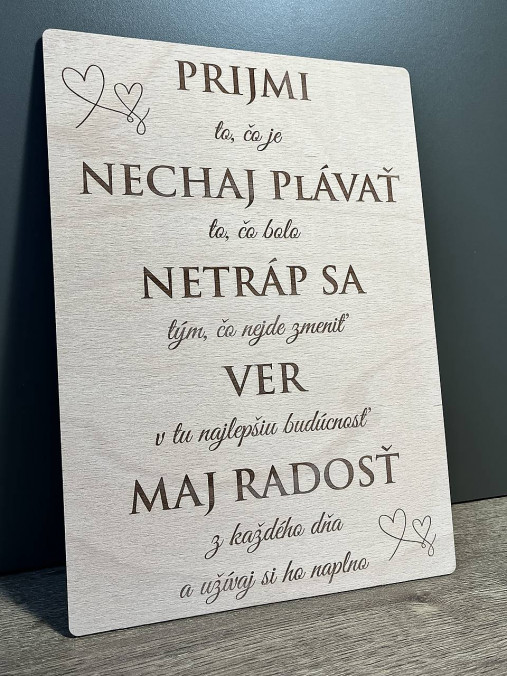 PRIJMI
to, čo je
NECHAJ PLÁVAŤ
to, čo bolo
NETRÁP SA
tým, čo nejde zmeniť
VER
v tu najlepšiu budúcnosť
MAJ RADOSŤ
z každého dňa
a užívaj si ho naplno